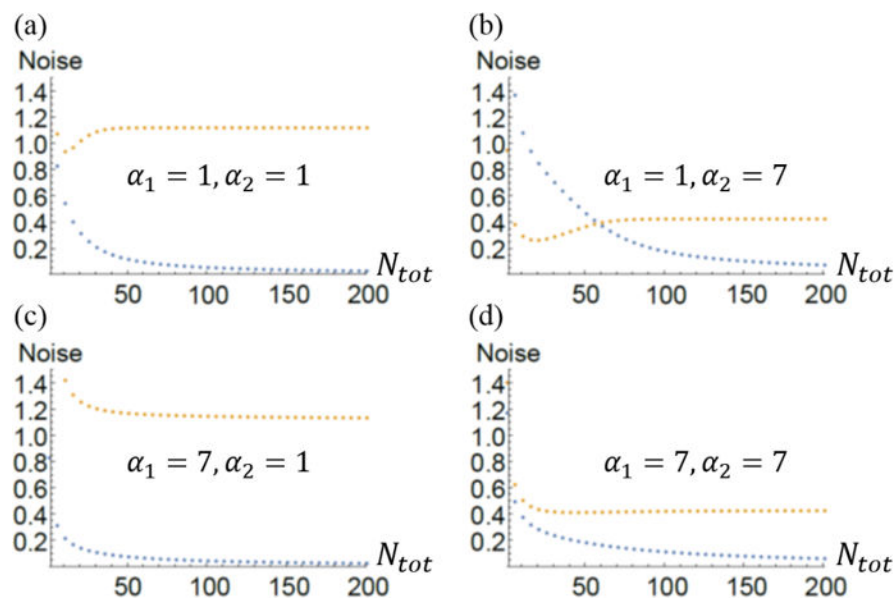 (a)
Noise
1.4
1.2
1.0
0.8
0.6
0.4
0.2
α₁ = 1, α₂ = 1
50 100 150 200
N_tot
(b)
Noise
1.4
1.2
1.0
0.8
0.6
0.4
0.2
α₁ = 1, α₂ = 7
50 100 150 200
N_tot
(c)
Noise
1.4
1.2
1.0
0.8
0.6
0.4
0.2
α₁ = 7, α₂ = 1
50 100 150 200
N_tot
(d)
Noise
1.4
1.2
1.0
0.8
0.6
0.4
0.2
α₁ = 7, α₂ = 7
50 100 150 200
N_tot